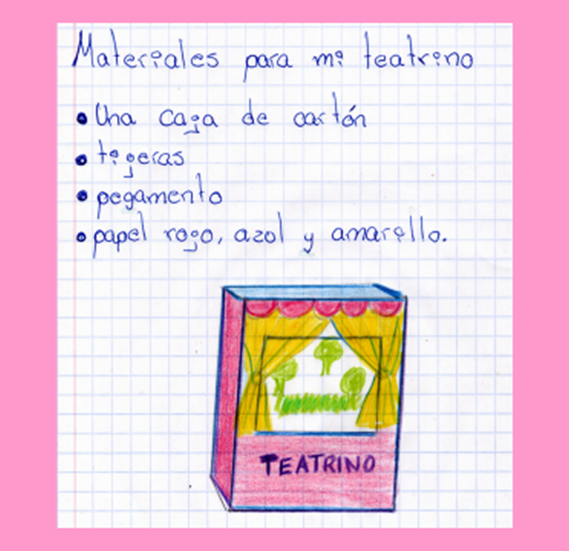 Materiales para mi teatrino
• Una caja de cartón
• tijeras
• pegamento
• papel rojo, azol y amarillo.
TEATRINO